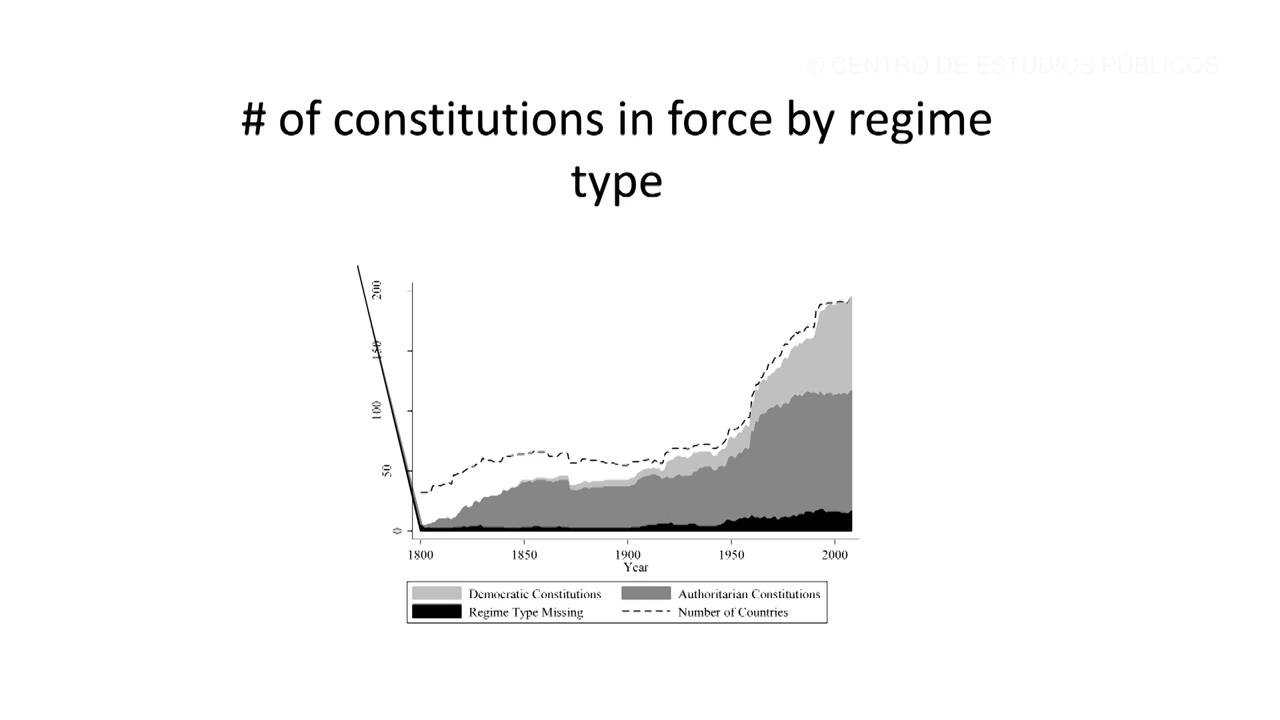 © CENTRO DE ESTUDIOS PÚBLICOS
# of constitutions in force by regime
type
200
150
100
50
0
1800 1850 1900 1950 2000
Year
Democratic Constitutions Authoritarian Constitutions
Regime Type Missing Number of Countries